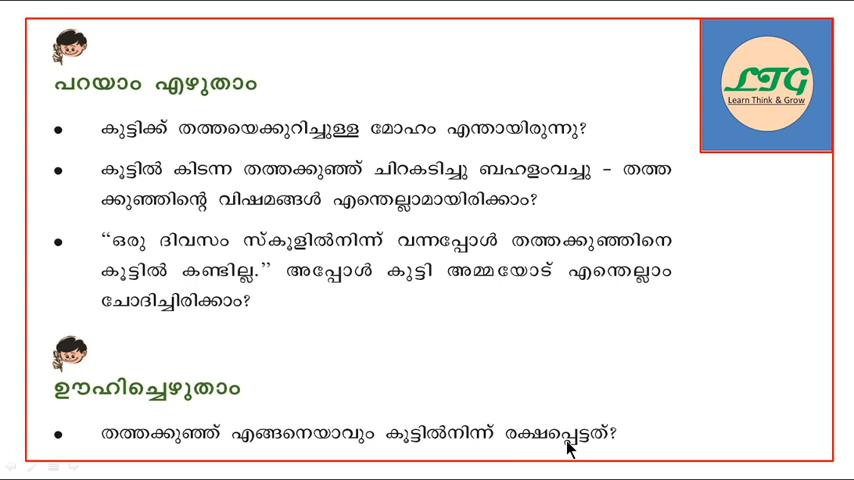 പറയാം എഴുതാം
LTG
Learn Think & Grow
• കുട്ടിക്ക് തത്തയെക്കുറിച്ചുള്ള മോഹം എന്തായിരുന്നു?
• കൂട്ടിൽ കിടന്ന തത്തക്കുഞ്ഞ് ചിറകടിച്ചു ബഹളംവച്ചു - തത്ത
ക്കുഞ്ഞിന്റെ വിഷമങ്ങൾ എന്തെല്ലാമായിരിക്കാം?
• “ഒരു ദിവസം സ്കൂളിൽനിന്ന് വന്നപ്പോൾ തത്തക്കുഞ്ഞിനെ
കൂട്ടിൽ കണ്ടില്ല.” അപ്പോൾ കുട്ടി അമ്മയോട് എന്തെല്ലാം
ചോദിച്ചിരിക്കാം?
ഊഹിച്ചെഴുതാം
• തത്തക്കുഞ്ഞ് എങ്ങനെയാവും കൂട്ടിൽനിന്ന് രക്ഷപ്പെട്ടത്?